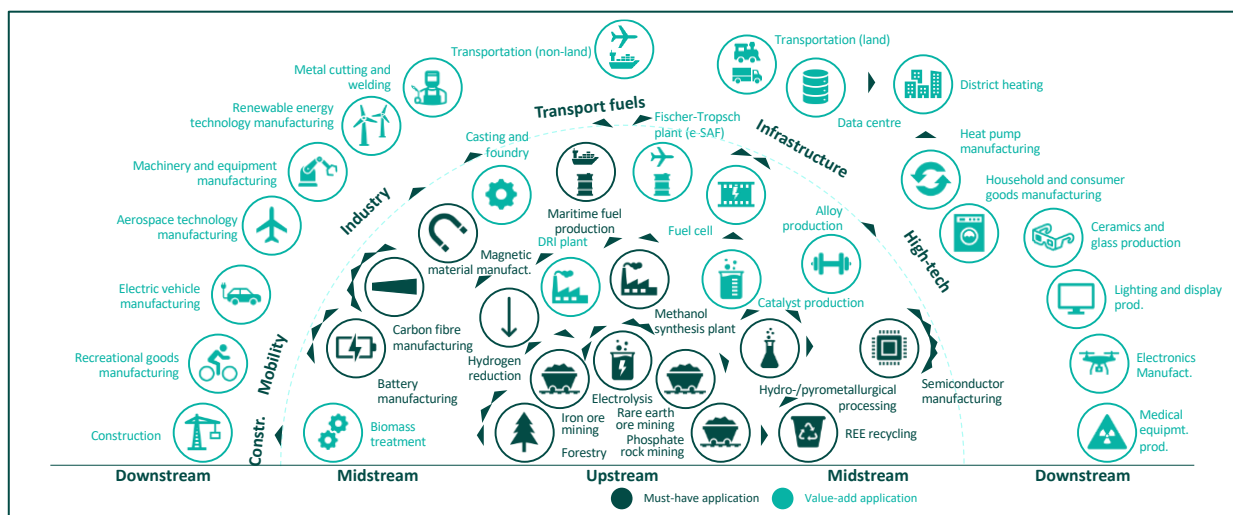 Transportation (non-land)
Transportation (land)
Metal cutting and
welding
District heating
Renewable energy
technology manufacturing
Transport fuels
Data centre
Fischer-Tropsch
plant (e-SAF)
Infrastructure
Heat pump
manufacturing
Casting and
foundry
Machinery and equipment
manufacturing
Household and consumer
goods manufacturing
Industry
Maritime fuel
production
Alloy
production
Aerospace technology
manufacturing
Ceramics and
glass production
DRI plant
Fuel cell
High-tech
Magnetic
material manufact.
Electric vehicle
manufacturing
Lighting and display
prod.
Catalyst production
Methanol
synthesis plant
Carbon fibre
manufacturing
Mobility
Recreational goods
manufacturing
Hydrogen
reduction
Electronics
Manufact.
Battery
manufacturing
Hydro-/pyrometallurgical
processing
Semiconductor
manufacturing
Electrolysis
Iron ore
mining
Rare earth
ore mining
Constr.
Construction
Biomass
treatment
Forestry
Phosphate
rock mining
REE recycling
Medical
equipmt.
prod.
Downstream
Midstream
Upstream
Midstream
Downstream
Must-have application
Value-add application